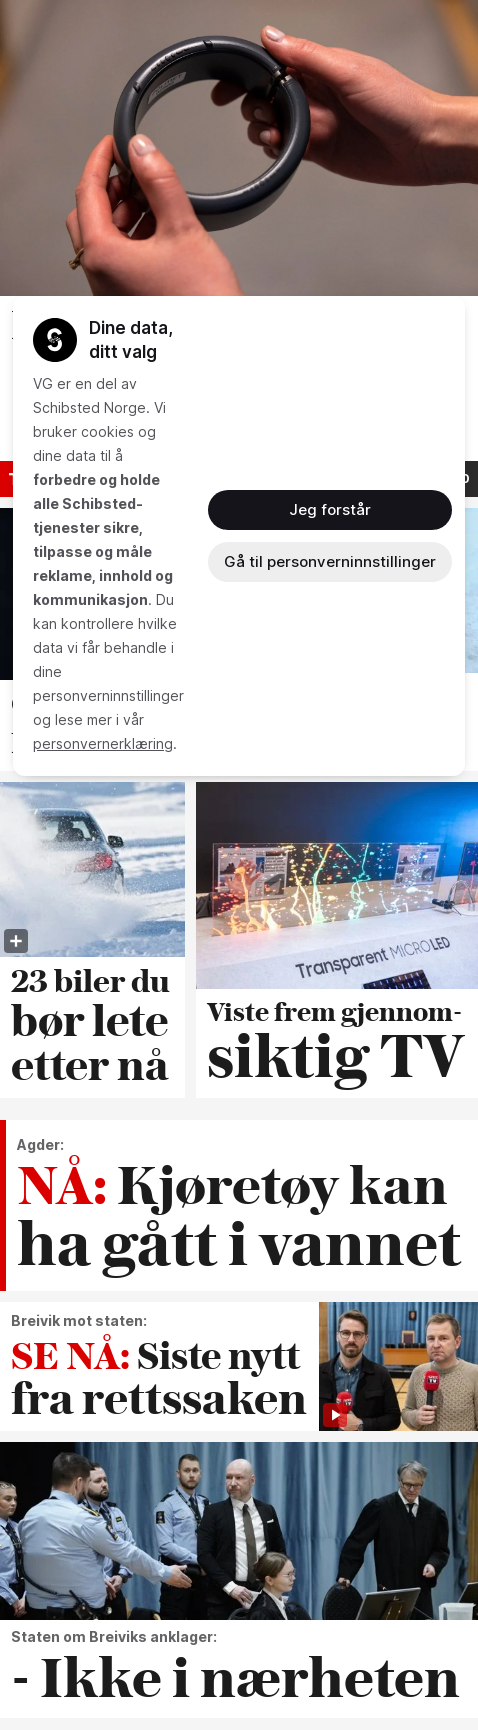 Dine data,
ditt valg
VG er en del av
Schibsted Norge. Vi
bruker cookies og
dine data til å
forbedre og holde
alle Schibsted-
tjenester sikre,
tilpasse og måle
reklame, innhold og
kommunikasjon. Du
kan kontrollere hvilke
data vi får behandle i
dine
personverninnstillinger
og lese mer i vår
personvernerklæring.
Jeg forstår
Gå til personverninnstillinger
23 biler du
bør lete
etter nå
Transparent MICRO LED
Viste frem gjennom-
siktig TV
Agder:
NÅ: Kjøretøy kan
ha gått i vannet
Breivik mot staten:
SE NÅ: Siste nytt
fra rettssaken
Staten om Breiviks anklager:
- Ikke i nærheten